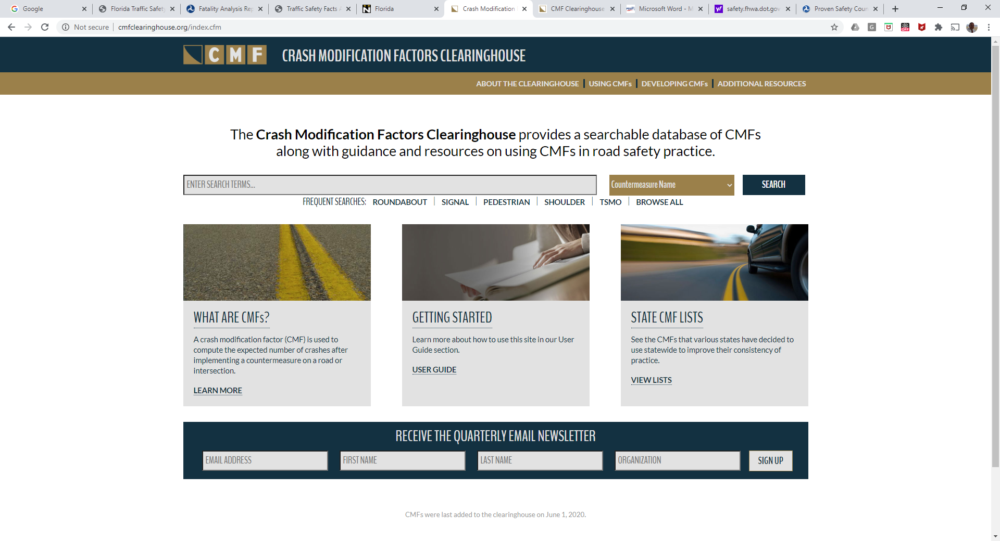 Google
Florida Traffic Safety
Fatality Analysis Rep
Traffic Safety Facts A
Florida
Crash Modification
CMF Clearinghouse
Microsoft Word - M
safety.fhwa.dot.gov
Proven Safety Coun
Not secure
cmfclearinghouse.org/index.cfm
G
OFF
CMF
CRASH MODIFICATION FACTORS CLEARINGHOUSE
ABOUT THE CLEARINGHOUSE | USING CMFs | DEVELOPING CMFs | ADDITIONAL RESOURCES
The Crash Modification Factors Clearinghouse provides a searchable database of CMFs
along with guidance and resources on using CMFs in road safety practice.
ENTER SEARCH TERMS...
Countermeasure Name
SEARCH
FREQUENT SEARCHES: ROUNDABOUT | SIGNAL | PEDESTRIAN | SHOULDER | TSMO | BROWSE ALL
WHAT ARE CMFs?
A crash modification factor (CMF) is used to
compute the expected number of crashes after
implementing a countermeasure on a road or
intersection.
LEARN MORE
GETTING STARTED
Learn more about how to use this site in our User
Guide section.
USER GUIDE
STATE CMF LISTS
See the CMFs that various states have decided to
use statewide to improve their consistency of
practice.
VIEW LISTS
RECEIVE THE QUARTERLY EMAIL NEWSLETTER
EMAIL ADDRESS
FIRST NAME
LAST NAME
ORGANIZATION
SIGN UP
CMFs were last added to the clearinghouse on June 1, 2020.